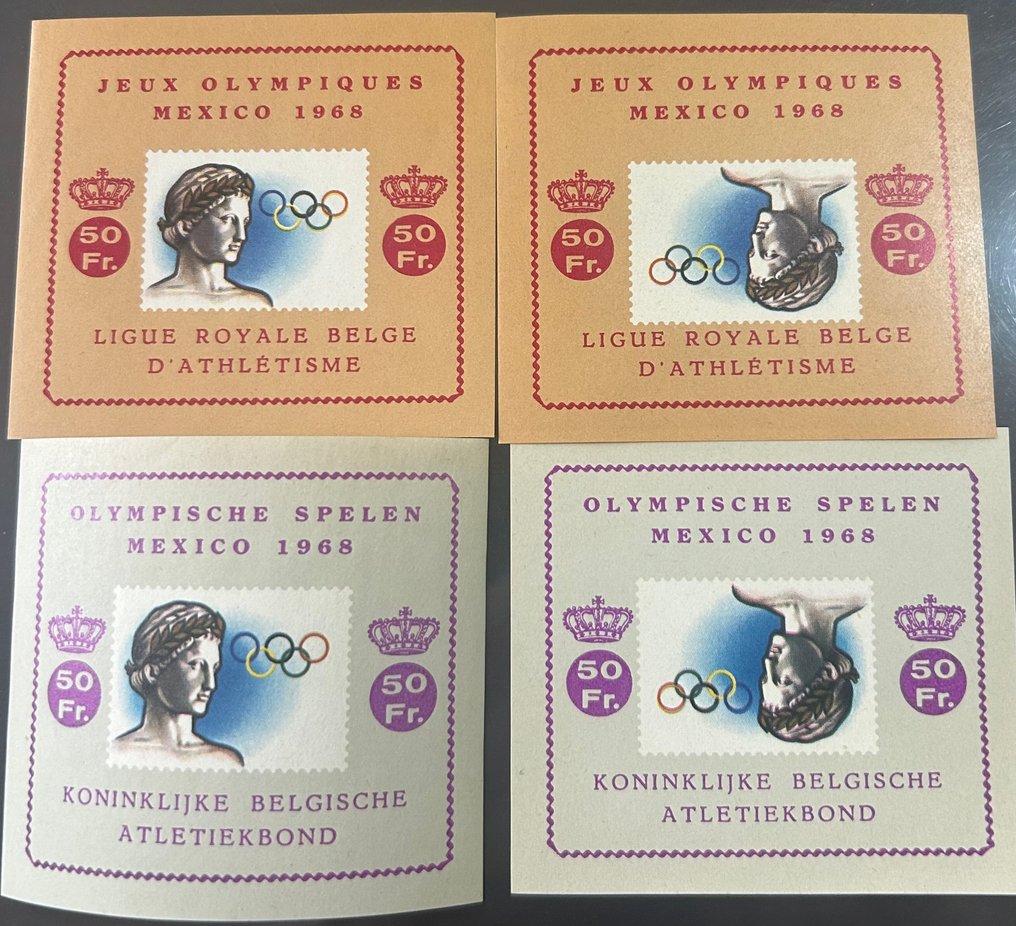 JEUX OLYMPIQUES
MEXICO 1968
50
Fr.
50
Fr.
LIGUE ROYALE BELGE
D'ATHLÉTISME
JEUX OLYMPIQUES
MEXICO 1968
50
Fr.
50
Fr.
LIGUE ROYALE BELGE
D'ATHLÉTISME
OLYMPISCHE SPELEN
MEXICO 1968
50
Fr.
50
Fr.
KONINKLIJKE BELGISCHE
ATLETIEKBOND
OLYMPISCHE SPELEN
MEXICO 1968
50
Fr.
50
Fr.
KONINKLIJKE BELGISCHE
ATLETIEKBOND